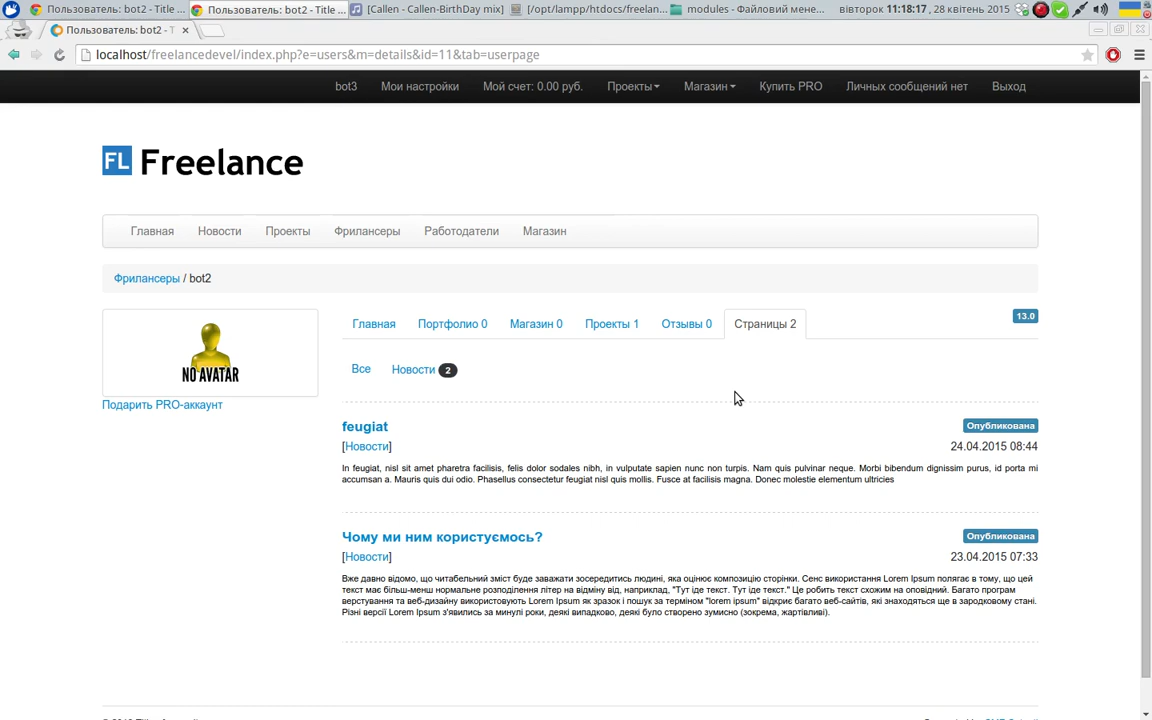 Пользователь: bot2 - Title ...
Пользователь: bot2 - Title ...
[Callen - Callen-BirthDay mix]
[/opt/lampp/htdocs/freelan...
modules - Файловий мене...
вівторок 11:18:17, 28 квітень 2015
Пользователь: bot2 - T
localhost/freelancedevel/index.php?e=users&m=details&id=11&tab=userpage
bot3 Мои настройки Мой счет: 0.00 руб. Проекты Магазин Купить PRO Личных сообщений нет Выход
FL Freelance
Главная Новости Проекты Фрилансеры Работодатели Магазин
Фрилансеры / bot2
Главная Портфолио 0 Магазин 0 Проекты 1 Отзывы 0 Страницы 2
13.0
NO AVATAR
Подарить PRO-аккаунт
Все Новости 2
feugiat
Опубликована
[Новости]
24.04.2015 08:44
In feugiat, nisl sit amet pharetra facilisis, felis dolor sodales nibh, in vulputate sapien nunc non turpis. Nam quis pulvinar neque. Morbi bibendum dignissim purus, id porta mi
accumsan a. Mauris quis dui odio. Phasellus consectetur feugiat nisl quis mollis. Fusce at facilisis magna. Donec molestie elementum ultricies
Чому ми ним користуємось?
Опубликована
[Новости]
23.04.2015 07:33
Вже давно відомо, що читабельний зміст буде заважати зосередитись людині, яка оцінює композицію сторінки. Сенс використання Lorem Ipsum полягає в тому, що цей
текст має більш-менш нормальне розподілення літер на відміну від, наприклад, "Тут іде текст. Тут іде текст." Це робить текст схожим на оповідний. Багато програм
верстування та веб-дизайну використовують Lorem Ipsum як зразок і пошук за терміном "lorem ipsum" відкриє багато веб-сайтів, які знаходяться ще в зародковому стані.
Різні версії Lorem Ipsum з'явились за минулі роки, деякі випадково, деякі було створено зумисно (зокрема, жартівливі).